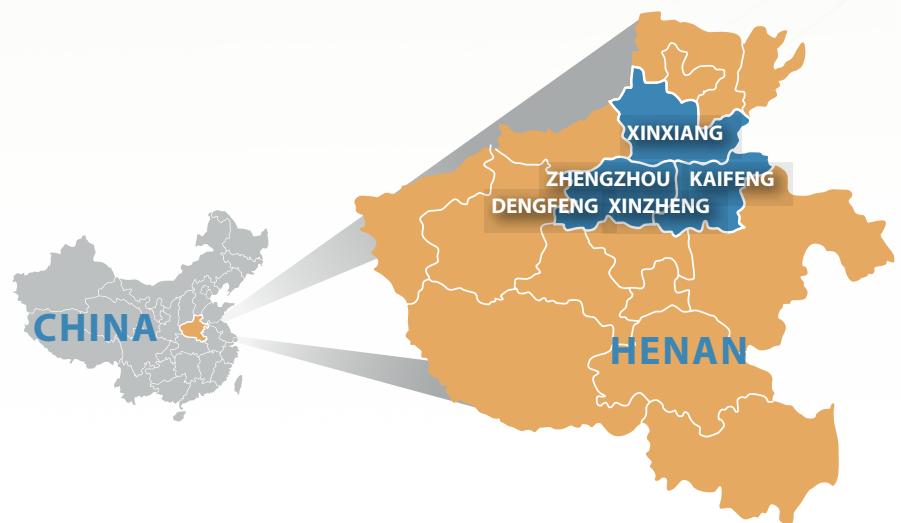 XINXIANG
ZHENGZHOU KAIFENG
DENGFENG XINZHENG
CHINA
HENAN